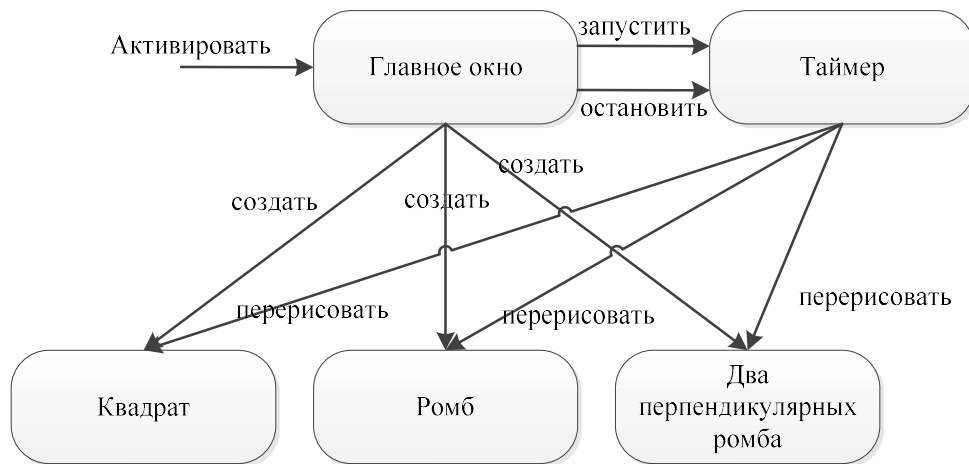 Активировать
Главное окно
запустить
остановить
Таймер
создать
создать
создать
перерисовать
перерисовать
перерисовать
Квадрат
Ромб
Два
перпендикулярных
ромба